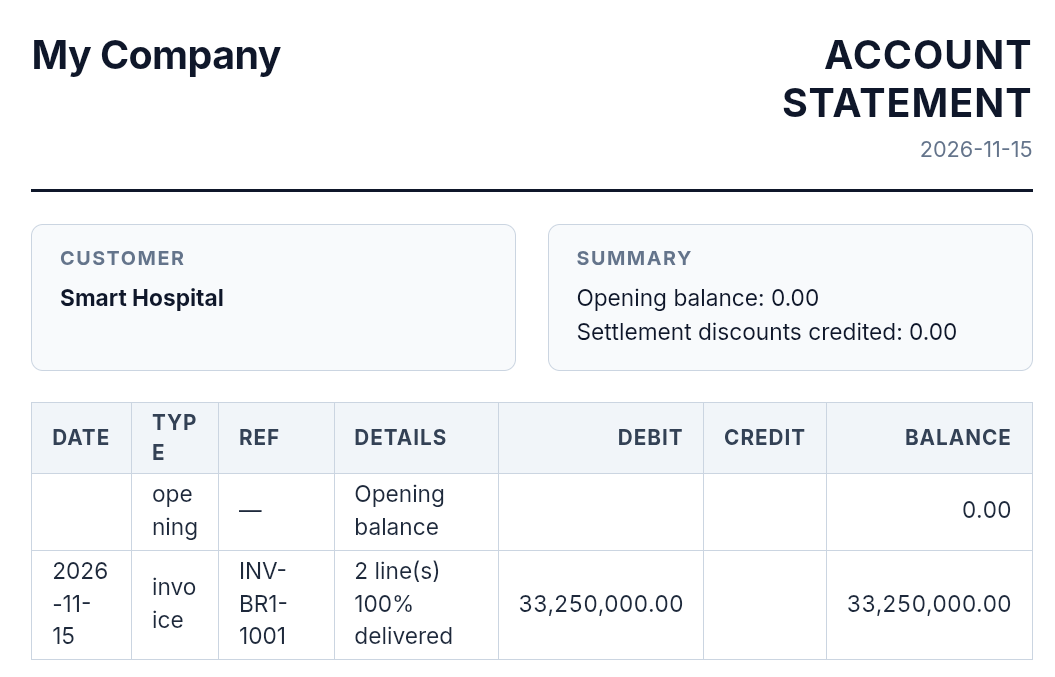 My Company
ACCOUNT
STATEMENT
2026-11-15
CUSTOMER
Smart Hospital
SUMMARY
Opening balance: 0.00
Settlement discounts credited: 0.00
DATE
TYP
E
REF
DETAILS
DEBIT
CREDIT
BALANCE
ope
ning
—
Opening
balance
0.00
2026
-11-
15
invo
ice
INV-
BR1-
1001
2 line(s)
100%
delivered
33,250,000.00
33,250,000.00